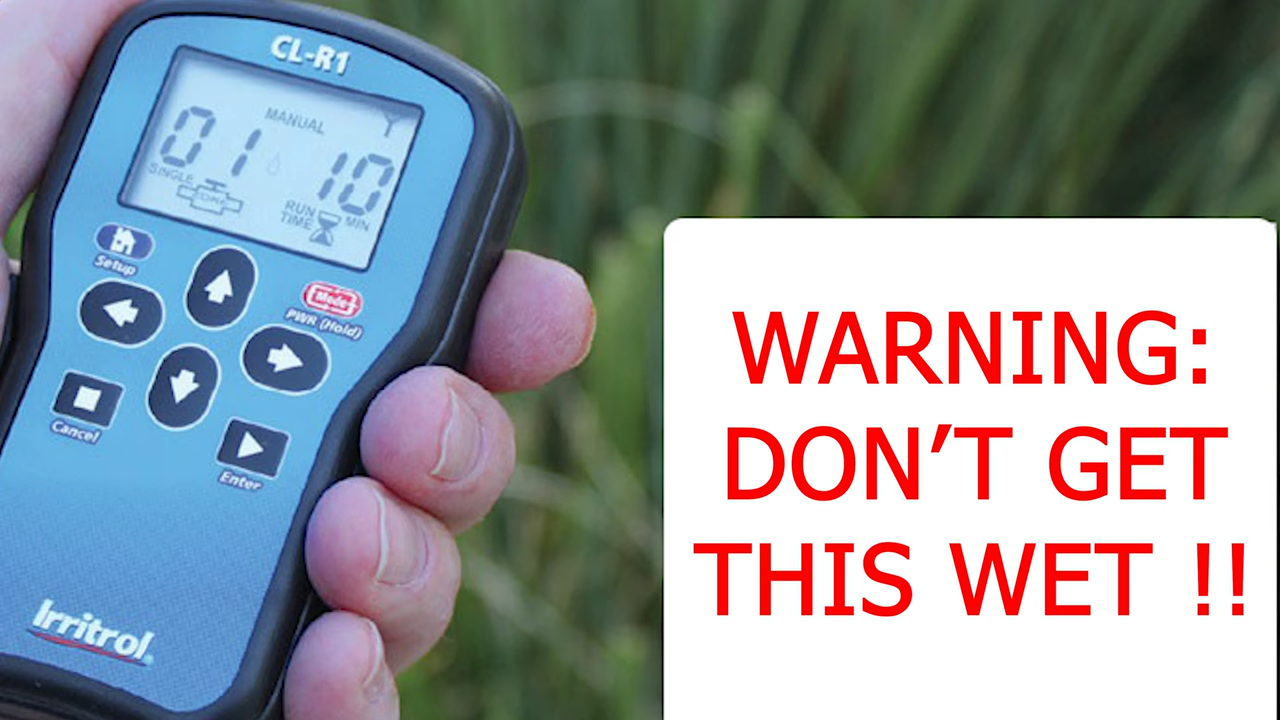 CL-R1
MANUAL
01 10
SINGLE
ZONE
RUN
TIME
MIN
Setup
Mode
PWR (Hold)
Cancel
Enter
Irritrol
WARNING:
DON’T GET
THIS WET !!